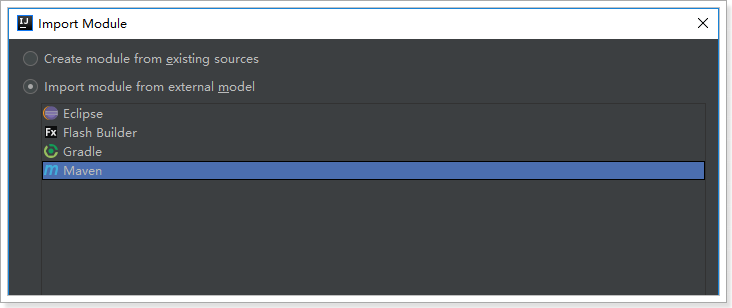 IJ
Import Module
Create module from existing sources
Import module from external model
Eclipse
Fx Flash Builder
Gradle
m Maven